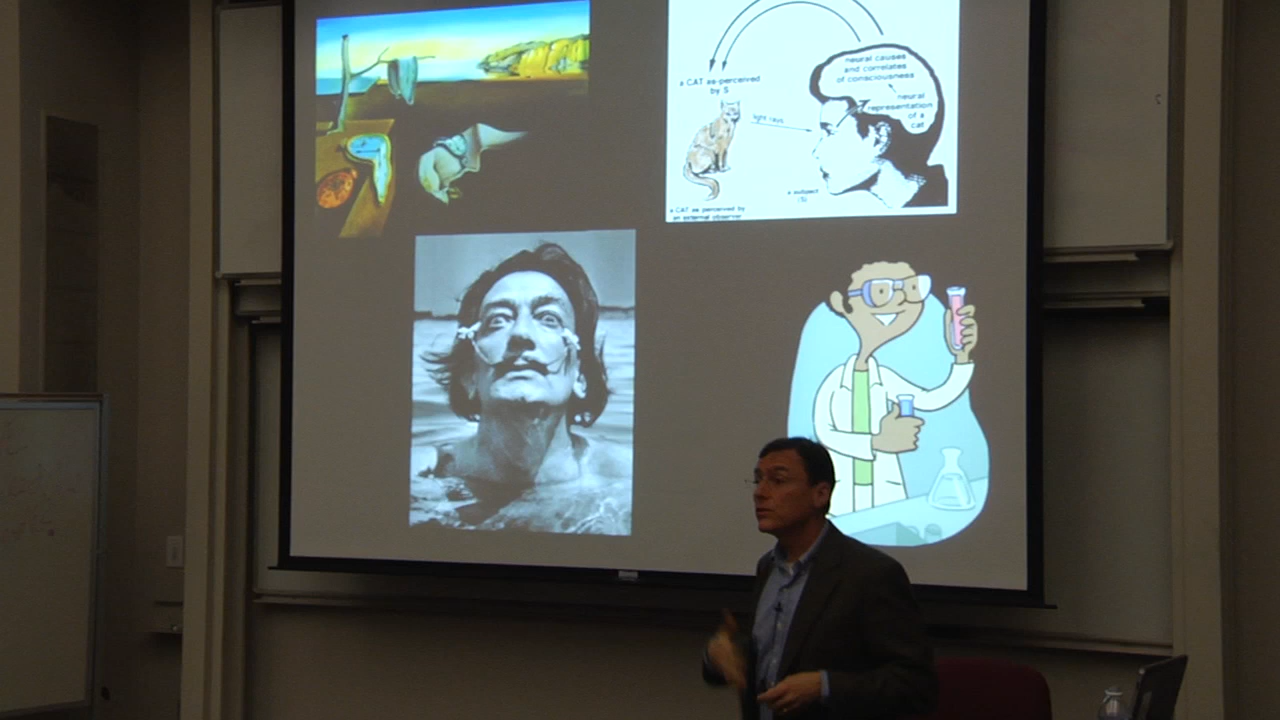 neural causes
and correlates
of consciousness
a CAT as-perceived
by S
neural
representation
of a
cat
light rays
a subject
(S)
a CAT as perceived by
an external observer